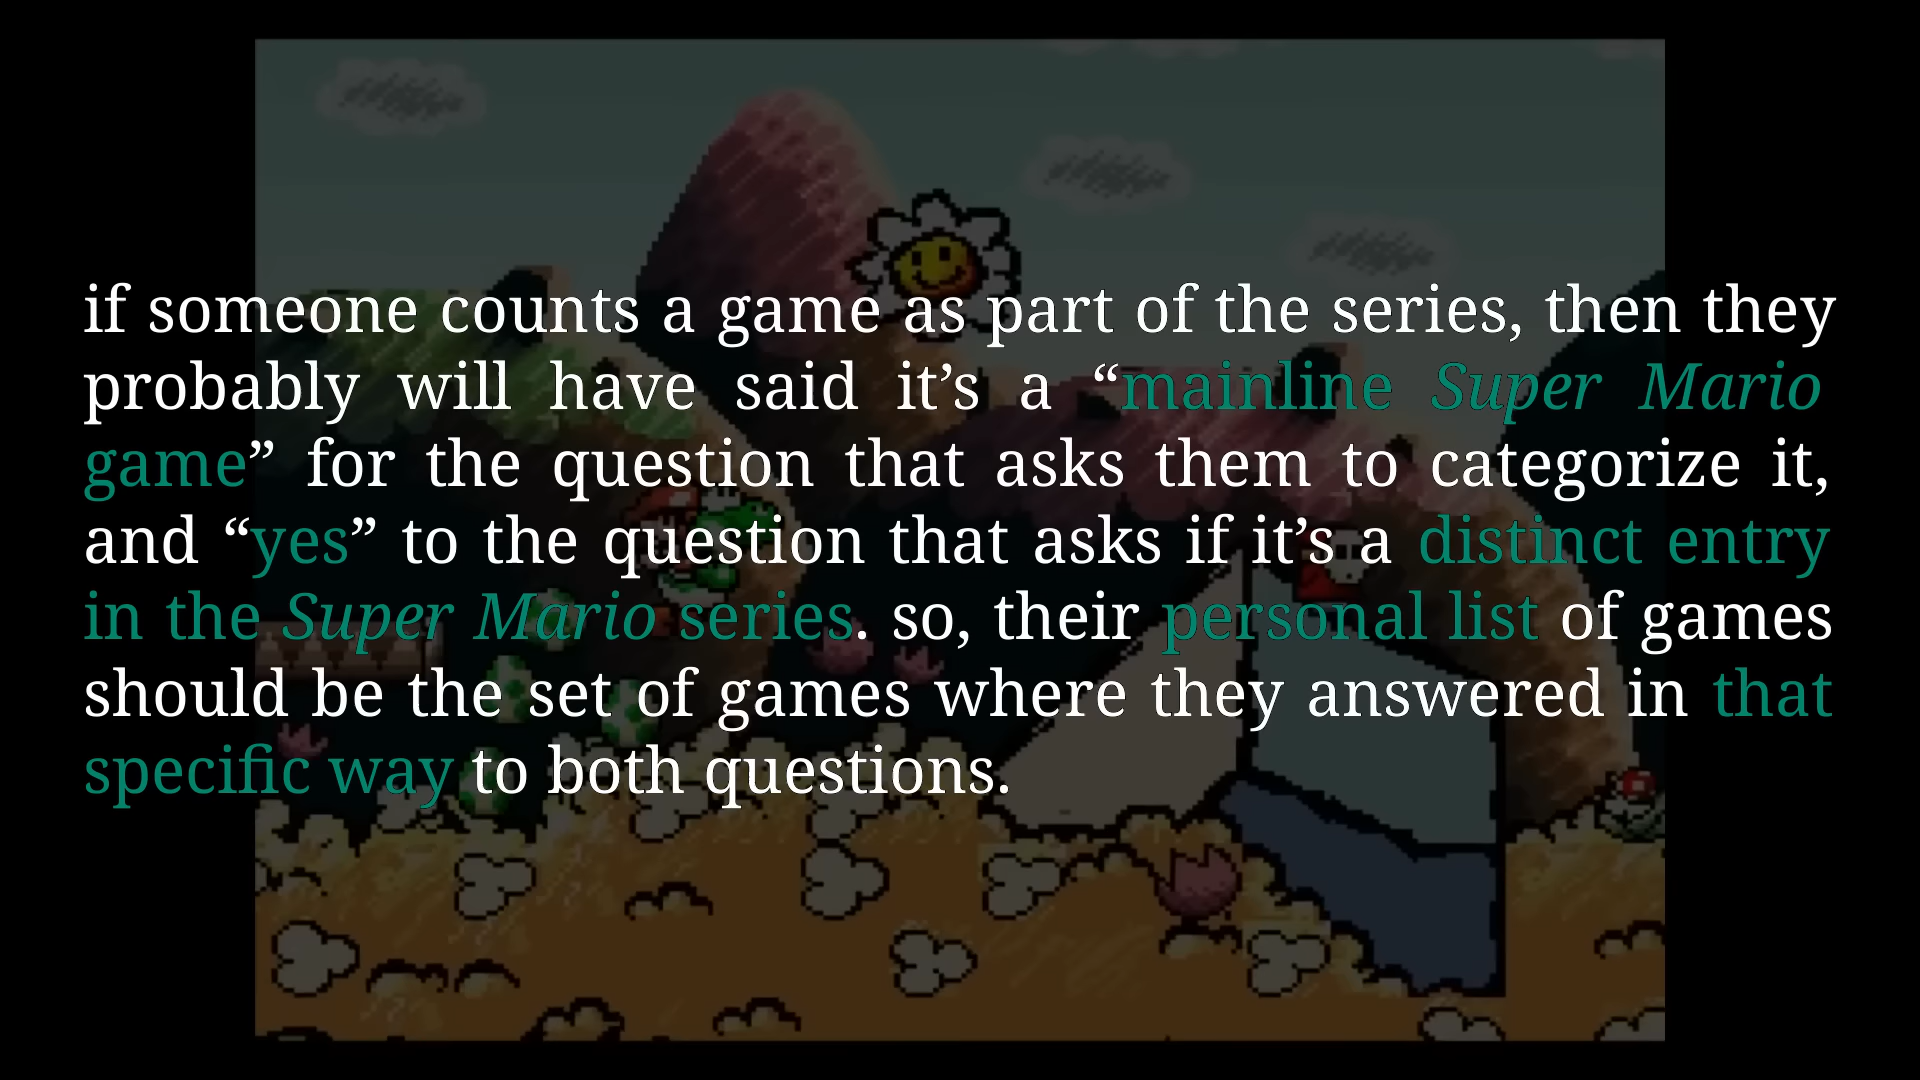 if someone counts a game as part of the series, then they
probably will have said it’s a “mainline Super Mario
game” for the question that asks them to categorize it,
and “yes” to the question that asks if it’s a distinct entry
in the Super Mario series. so, their personal list of games
should be the set of games where they answered in that
specific way to both questions.